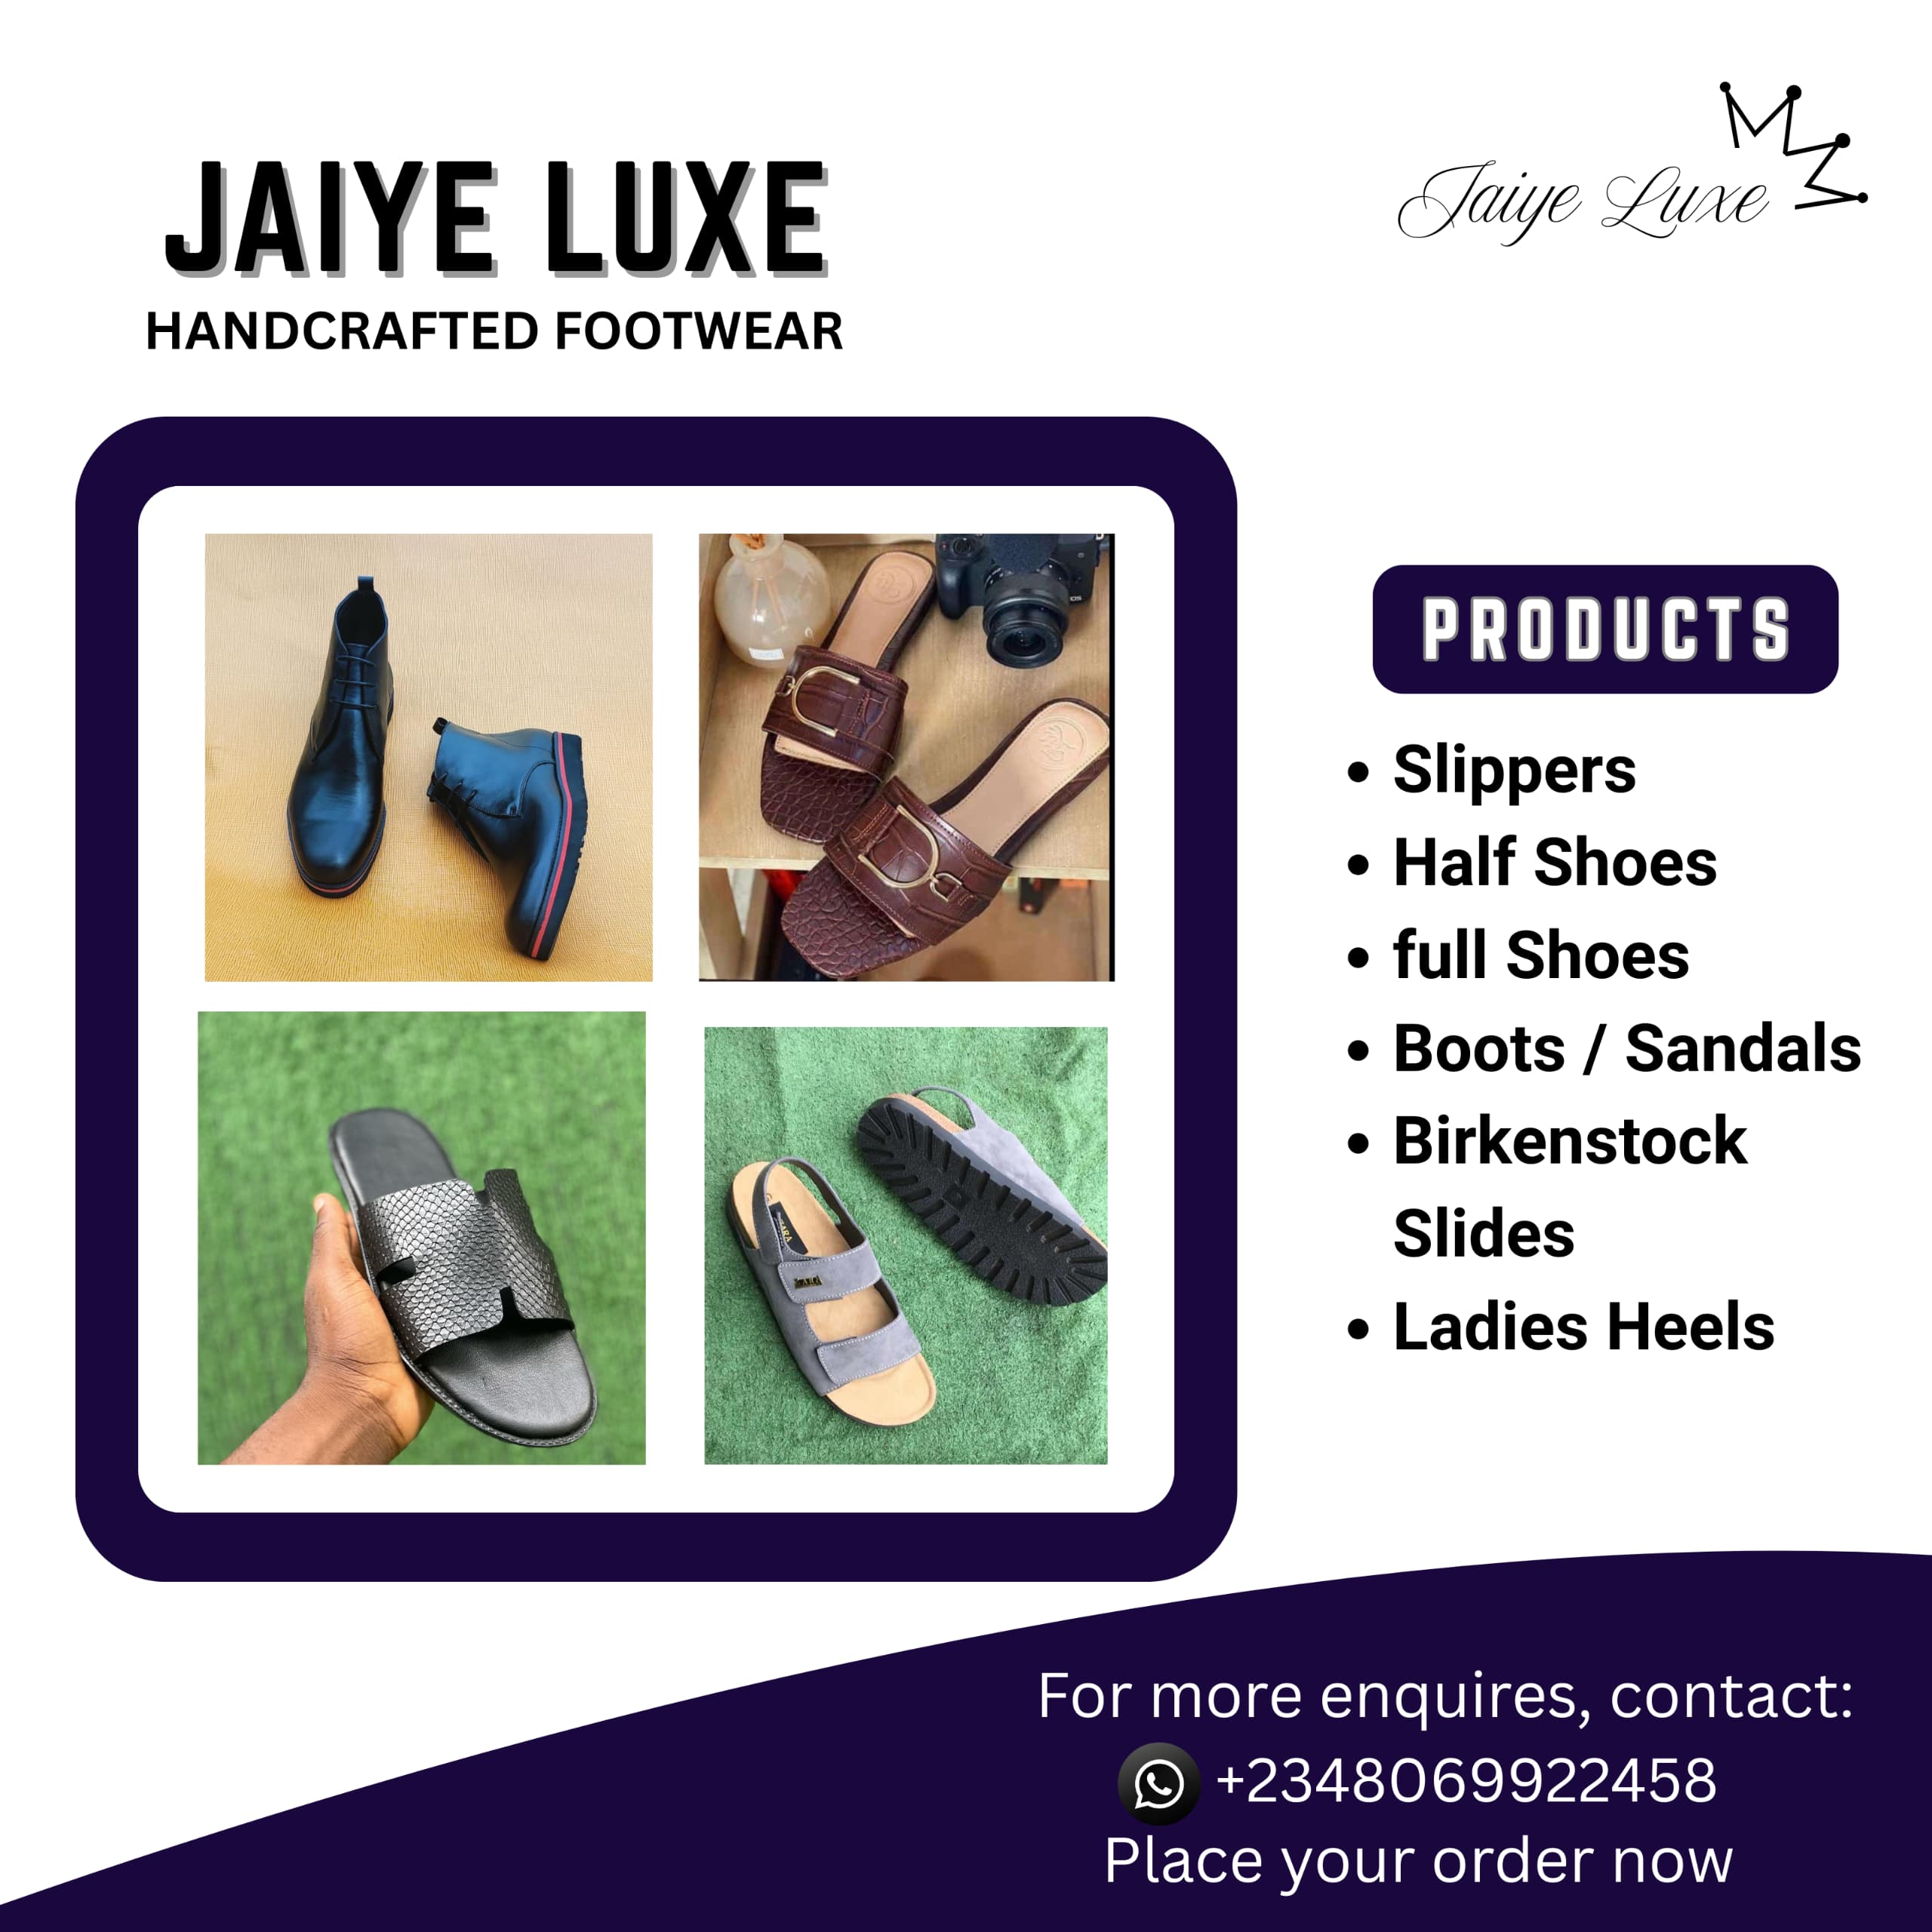 JAIYE LUXE
HANDCRAFTED FOOTWEAR
Jaiye Luxe
PRODUCTS
Slippers
Half Shoes
full Shoes
Boots / Sandals
Birkenstock
Slides
Ladies Heels
For more enquires, contact:
+2348069922458
Place your order now